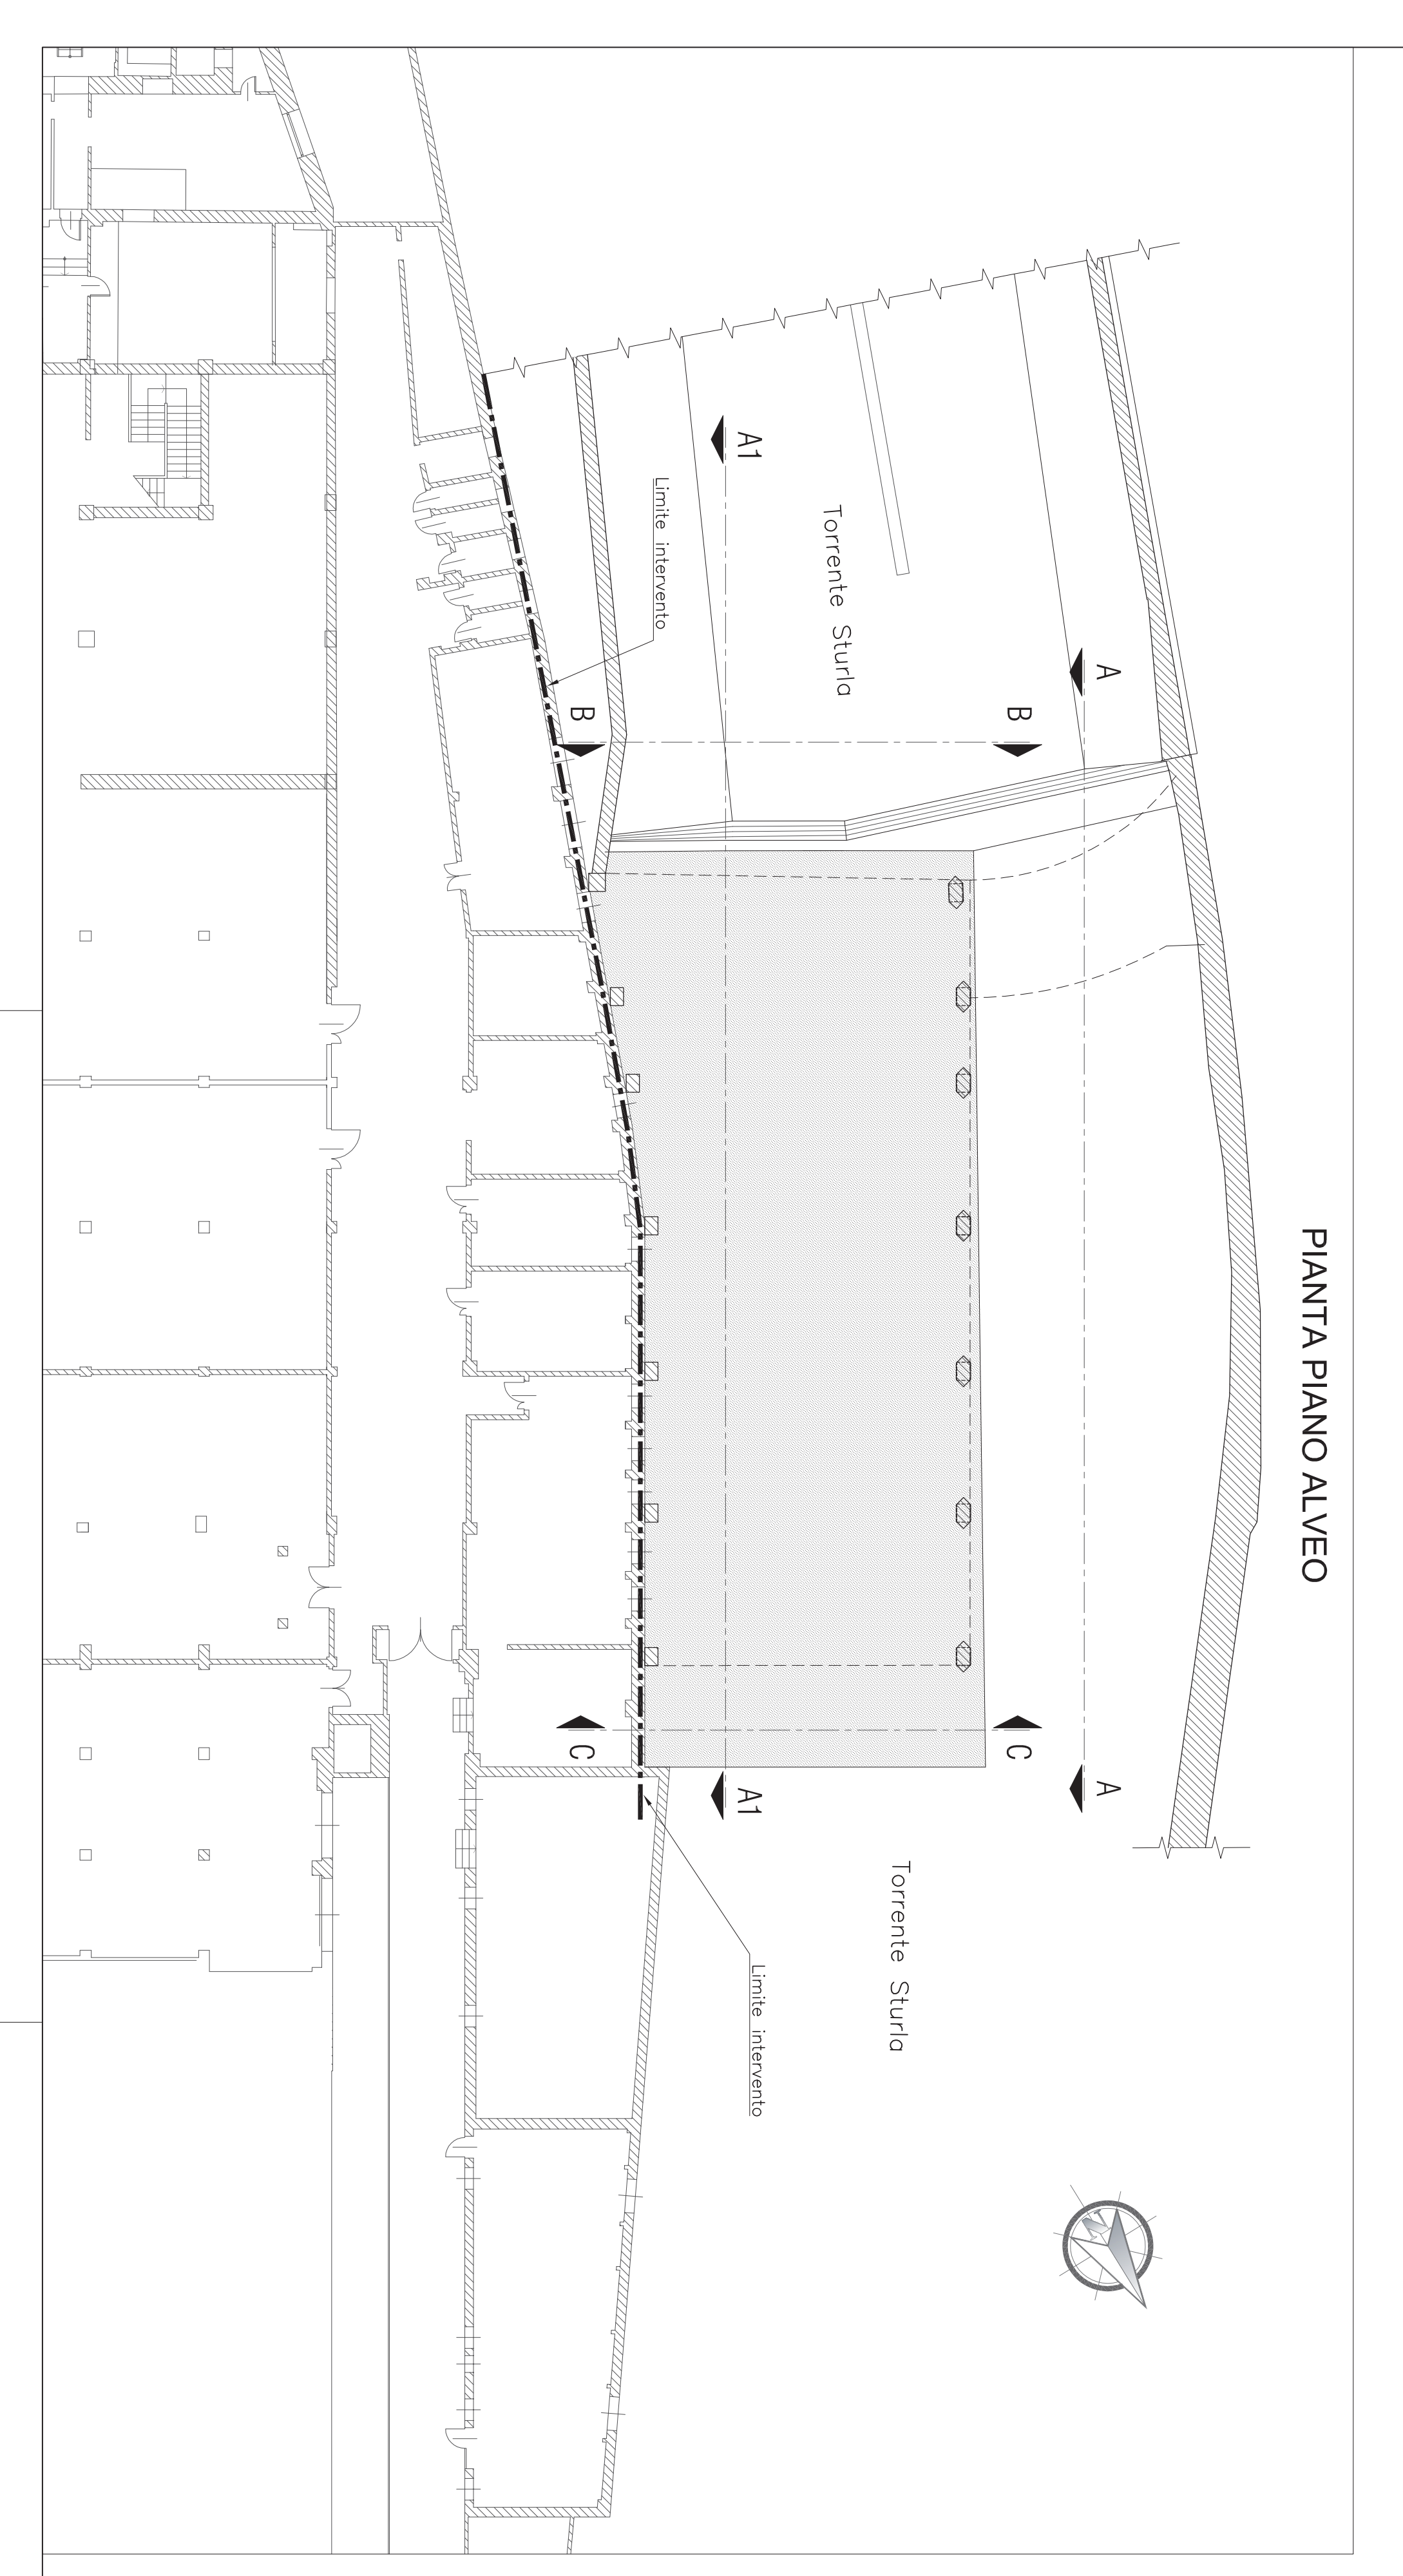 PIANTA PIANO ALVEO
A
A
B
B
A1
Torrente Sturla
Limite intervento
C
C
A1
Torrente Sturla
Limite intervento
N